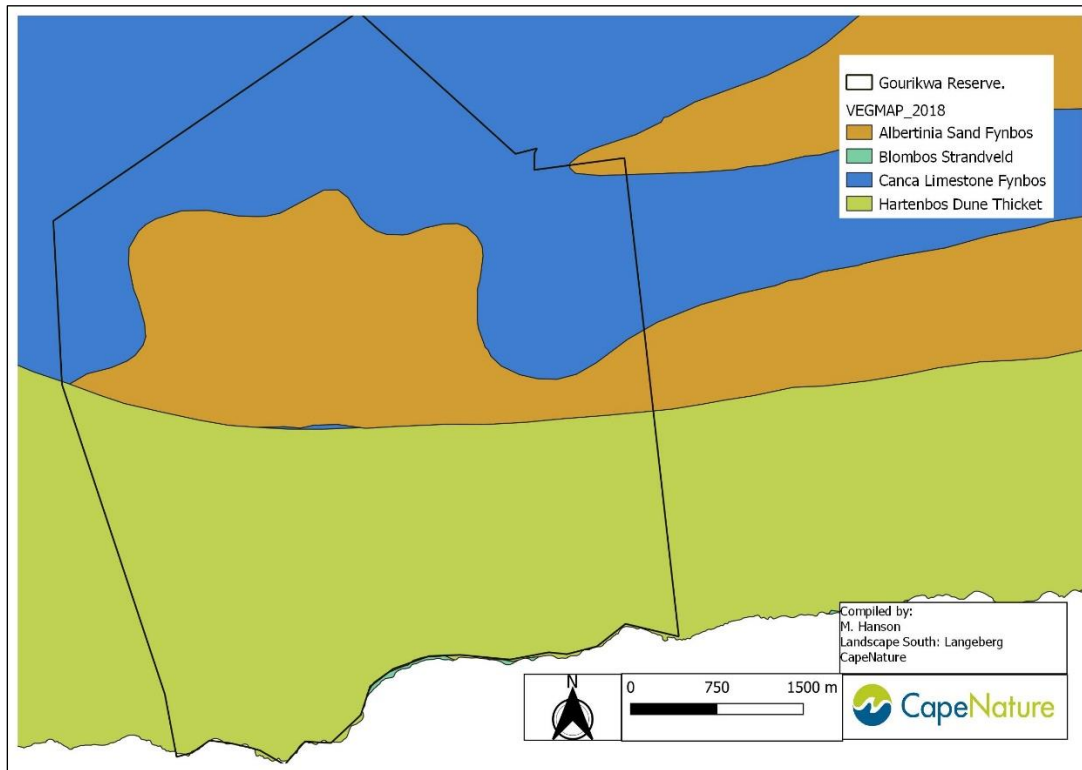 Gourikwa Reserve.
VEGMAP_2018
Albertinia Sand Fynbos
Blombos Strandveld
Canca Limestone Fynbos
Hartenbos Dune Thicket
Compiled by:
M. Hanson
Landscape South: Langeberg
CapeNature
N
0 750 1500 m
CapeNature